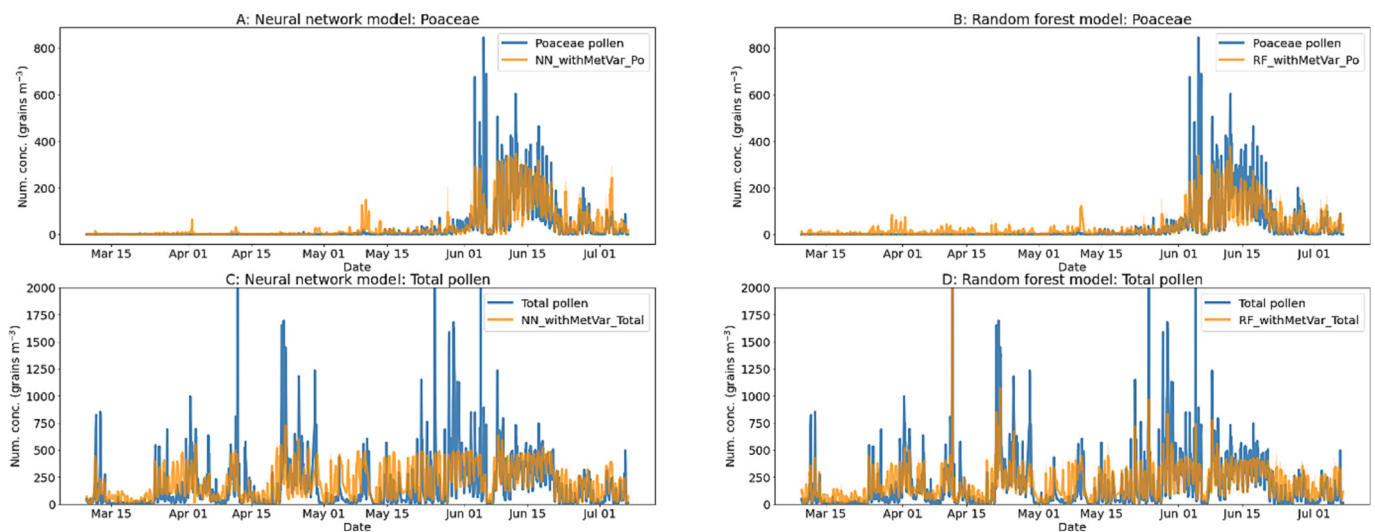 A: Neural network model: Poaceae
Num. conc. (grains m⁻³)
800
600
400
200
0
Poaceae pollen
NN_withMetVar_Po
Mar 15 Apr 01 Apr 15 May 01 May 15 Jun 01 Jun 15 Jul 01
Date
B: Random forest model: Poaceae
Num. conc. (grains m⁻³)
800
600
400
200
0
Poaceae pollen
RF_withMetVar_Po
Mar 15 Apr 01 Apr 15 May 01 May 15 Jun 01 Jun 15 Jul 01
Date
C: Neural network model: Total pollen
Num. conc. (grains m⁻³)
2000
1750
1500
1250
1000
750
500
250
0
Total pollen
NN_withMetVar_Total
Mar 15 Apr 01 Apr 15 May 01 May 15 Jun 01 Jun 15 Jul 01
Date
D: Random forest model: Total pollen
Num. conc. (grains m⁻³)
2000
1750
1500
1250
1000
750
500
250
0
Total pollen
RF_withMetVar_Total
Mar 15 Apr 01 Apr 15 May 01 May 15 Jun 01 Jun 15 Jul 01
Date